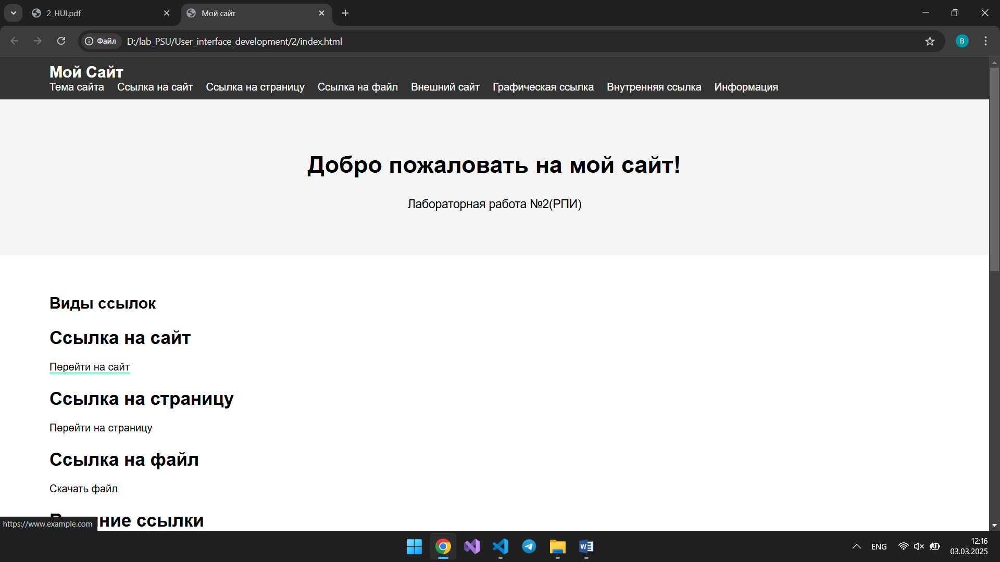 2_HUI.pdf
Мой сайт
Файл
D:/lab_PSU/User_interface_development/2/index.html
B
Мой Сайт
Тема сайта Ссылка на сайт Ссылка на страницу Ссылка на файл Внешний сайт Графическая ссылка Внутренняя ссылка Информация
Добро пожаловать на мой сайт!
Лабораторная работа №2(РПИ)
Виды ссылок
Ссылка на сайт
Перейти на сайт
Ссылка на страницу
Перейти на страницу
Ссылка на файл
Скачать файл
ние ссылки
https://www.example.com
ENG
12:16
03.03.2025